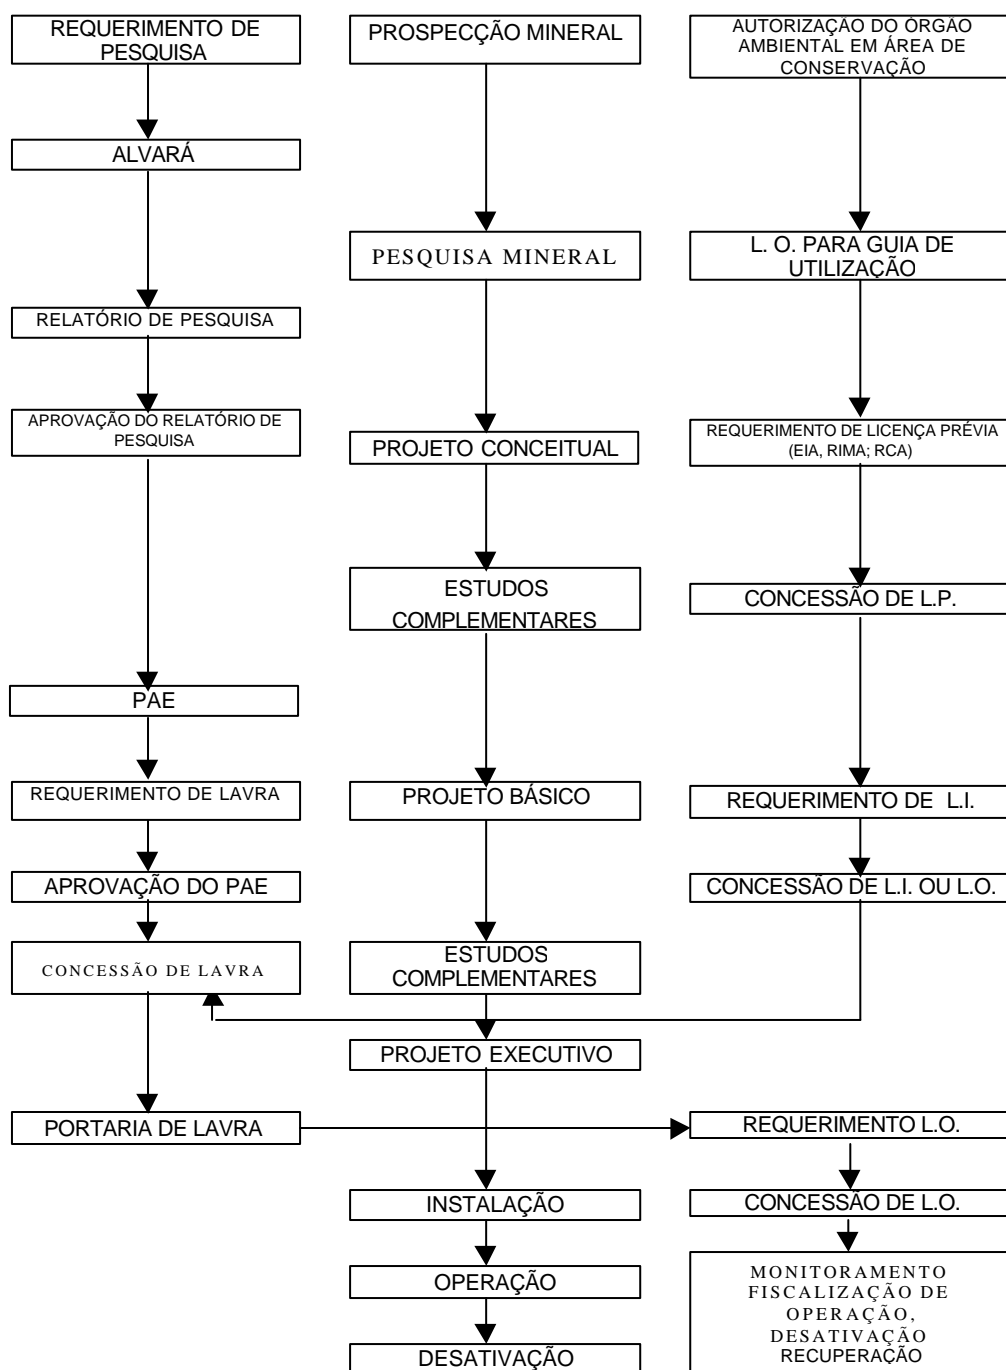 REQUERIMENTO DE
PESQUISA
ALVARÁ
RELATÓRIO DE PESQUISA
APROVAÇÃO DO RELATÓRIO DE
PESQUISA
PAE
REQUERIMENTO DE LAVRA
APROVAÇÃO DO PAE
CONCESSÃO DE LAVRA
PORTARIA DE LAVRA
PROSPECÇÃO MINERAL
PESQUISA MINERAL
PROJETO CONCEITUAL
ESTUDOS
COMPLEMENTARES
PROJETO BÁSICO
ESTUDOS
COMPLEMENTARES
PROJETO EXECUTIVO
INSTALAÇÃO
OPERAÇÃO
DESATIVAÇÃO
AUTORIZAÇÃO DO ÓRGÃO
AMBIENTAL EM ÁREA DE
CONSERVAÇÃO
L. O. PARA GUIA DE
UTILIZAÇÃO
REQUERIMENTO DE LICENÇA PRÉVIA
(EIA, RIMA; RCA)
CONCESSÃO DE L.P.
REQUERIMENTO DE L.I.
CONCESSÃO DE L.I. OU L.O.
REQUERIMENTO L.O.
CONCESSÃO DE L.O.
MONITORAMENTO
FISCALIZAÇÃO DE
OPERAÇÃO,
DESATIVAÇÃO
RECUPERAÇÃO